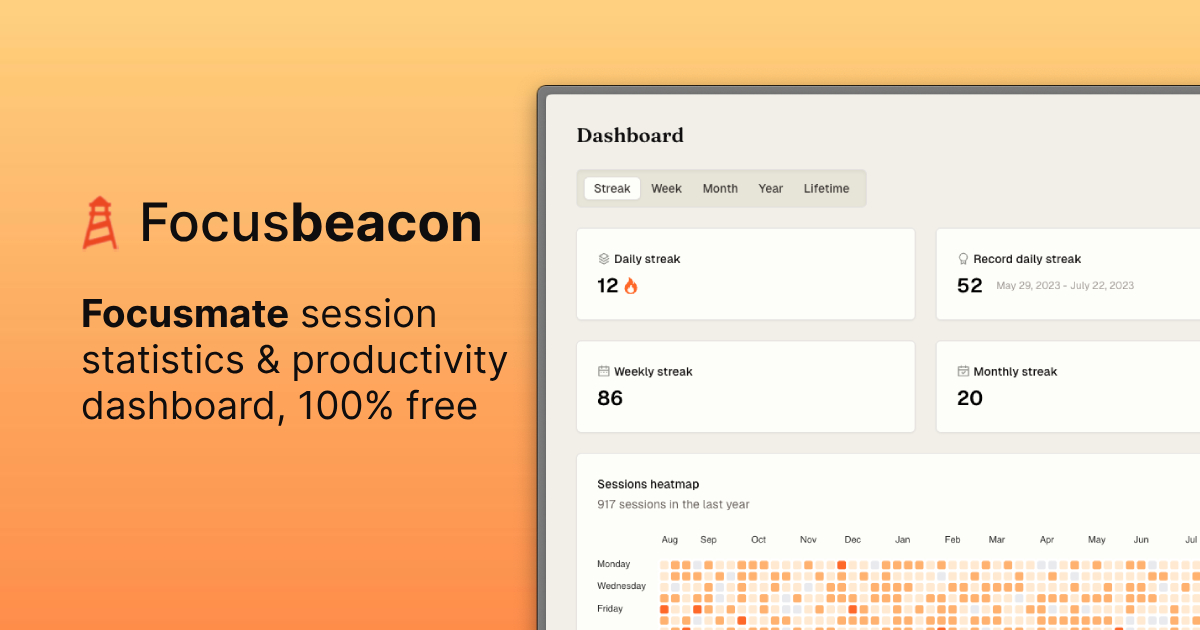 Focusbeacon
Focusmate session
statistics & productivity
dashboard, 100% free
Dashboard
Streak Week Month Year Lifetime
Daily streak
12
Record daily streak
52 May 29, 2023 - July 22, 2023
Weekly streak
86
Monthly streak
20
Sessions heatmap
917 sessions in the last year
Aug Sep Oct Nov Dec Jan Feb Mar Apr May Jun Jul
Monday
Wednesday
Friday